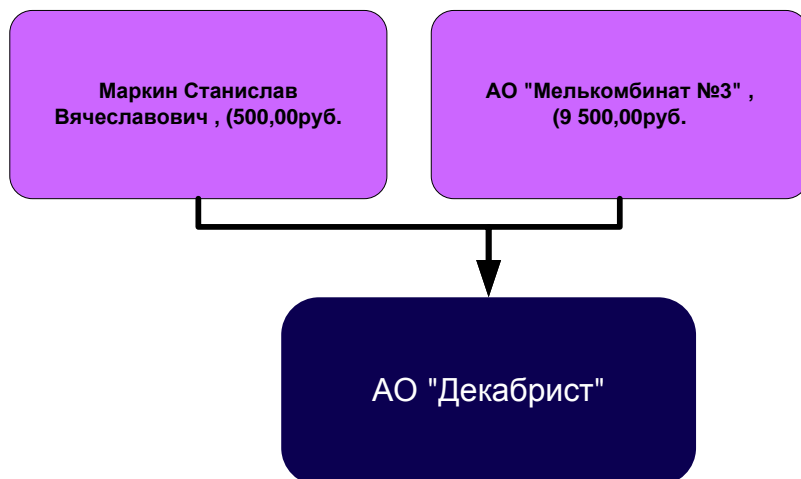 Маркин Станислав
Вячеславович , (500,00руб.
АО "Мелькомбинат №3" ,
(9 500,00руб.
АО "Декабрист"